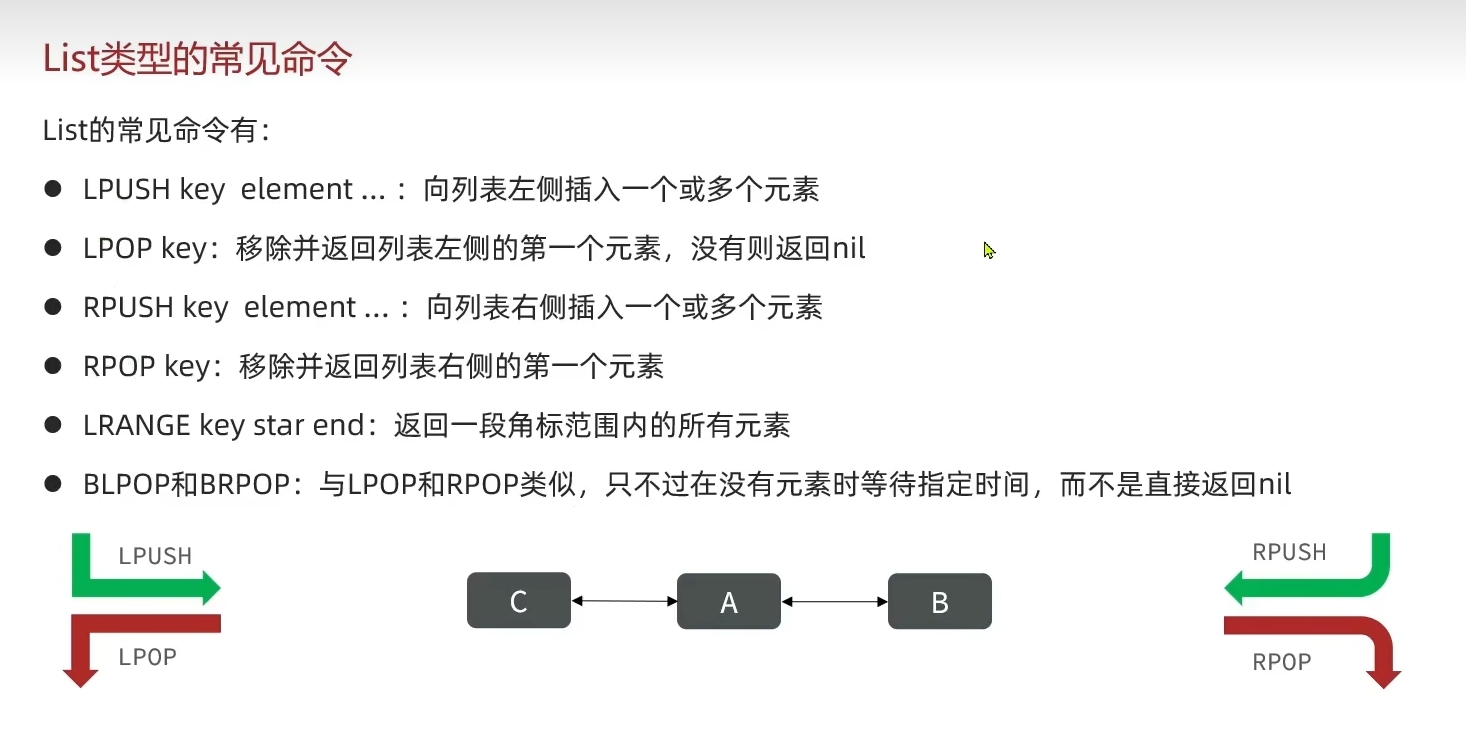 List类型的常见命令
List的常见命令有：
● LPUSH key  element ... ：向列表左侧插入一个或多个元素
● LPOP key：移除并返回列表左侧的第一个元素，没有则返回nil
● RPUSH key  element ... ：向列表右侧插入一个或多个元素
● RPOP key：移除并返回列表右侧的第一个元素
● LRANGE key star end：返回一段角标范围内的所有元素
● BLPOP和BRPOP：与LPOP和RPOP类似，只不过在没有元素时等待指定时间，而不是直接返回nil
LPUSH
RPUSH
C
A
B
LPOP
RPOP